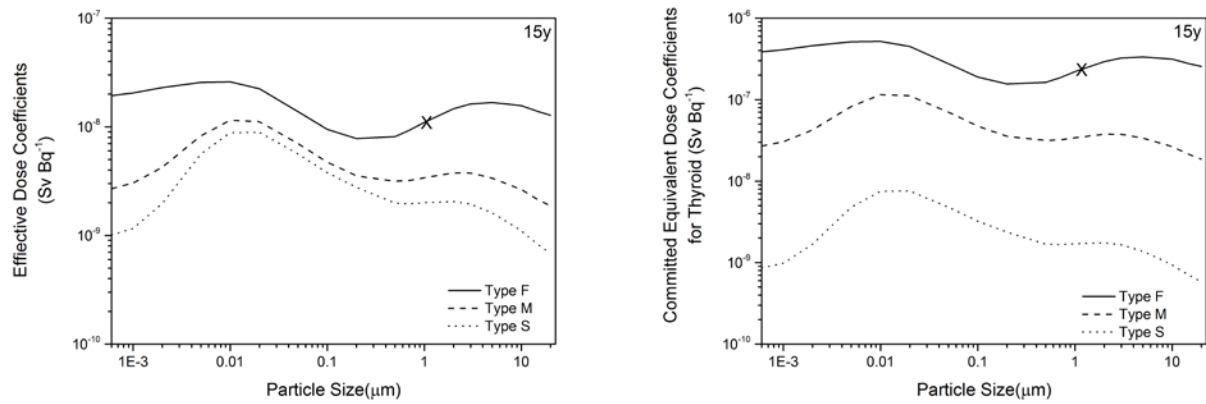 15y
10^-7
10^-8
10^-9
10^-10
Effiective Dose Coefficients
(Sv Bq^-1)
Type F
Type M
Type S
X
1E-3 0.01 0.1 1 10
Particle Size(μm)
15y
10^-6
10^-7
10^-8
10^-9
10^-10
Committed Equivalent Dose Coefficients
for Thyroid (Sv Bq^-1)
Type F
Type M
Type S
X
1E-3 0.01 0.1 1 10
Particle Size(μm)